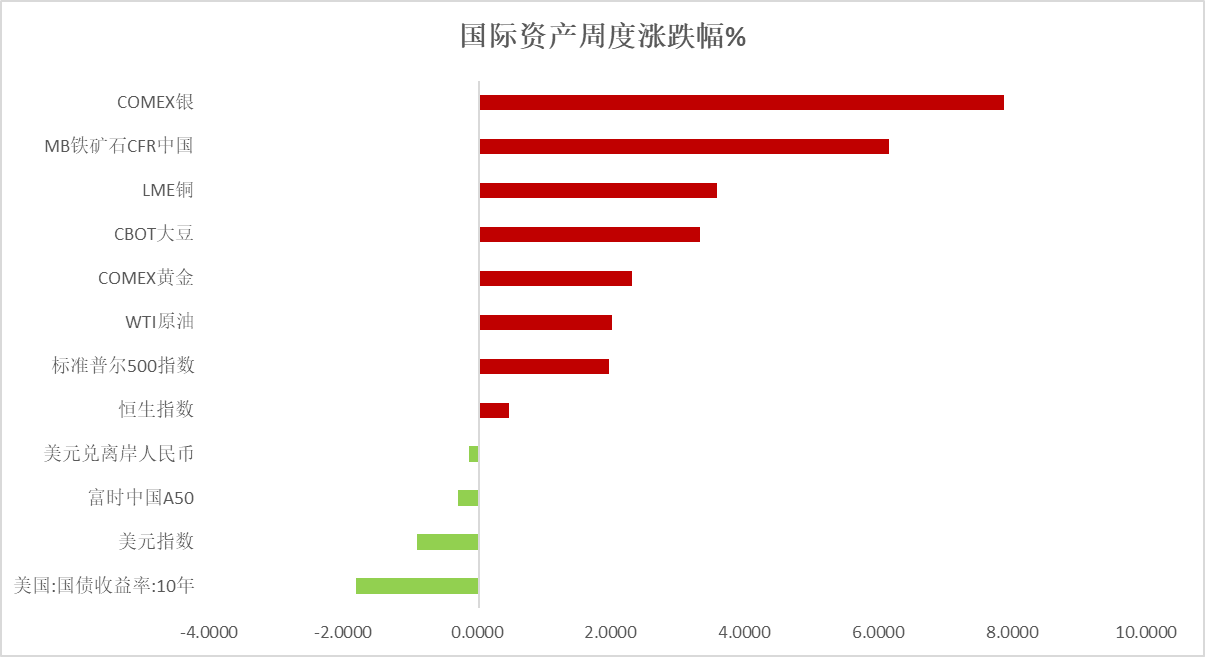 国际资产周度涨跌幅%
COMEX银
MB铁矿石CFR中国
LME铜
CBOT大豆
COMEX黄金
WTI原油
标准普尔500指数
恒生指数
美元兑离岸人民币
富时中国A50
美元指数
美国:国债收益率:10年
-4.0000 -2.0000 0.0000 2.0000 4.0000 6.0000 8.0000 10.0000